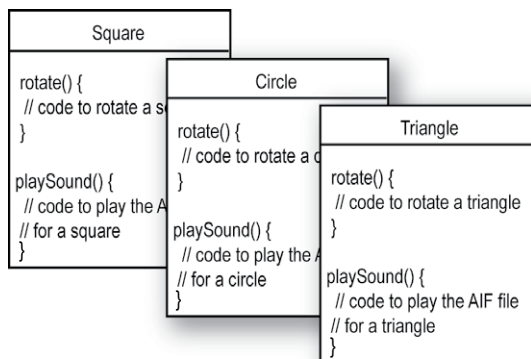 Square
rotate() {
// code to rotate a
}
playSound() {
// code to play the
// for a square
}
Circle
rotate() {
// code to rotate a
}
playSound() {
// code to play the
// for a circle
}
Triangle
rotate() {
// code to rotate a triangle
}
playSound() {
// code to play the AIF file
// for a triangle
}